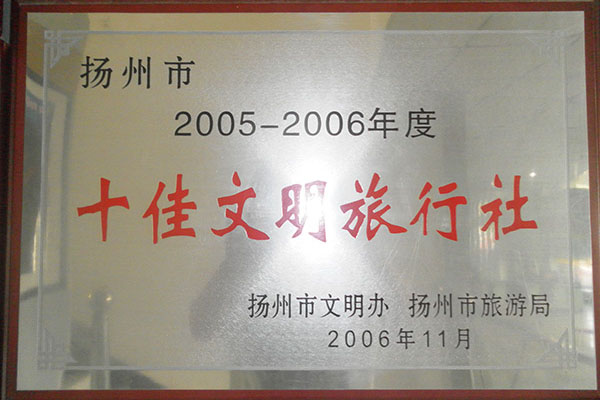 扬州市
2005-2006年度
十佳文明旅行社
扬州市文明办 扬州市旅游局
2006年11月